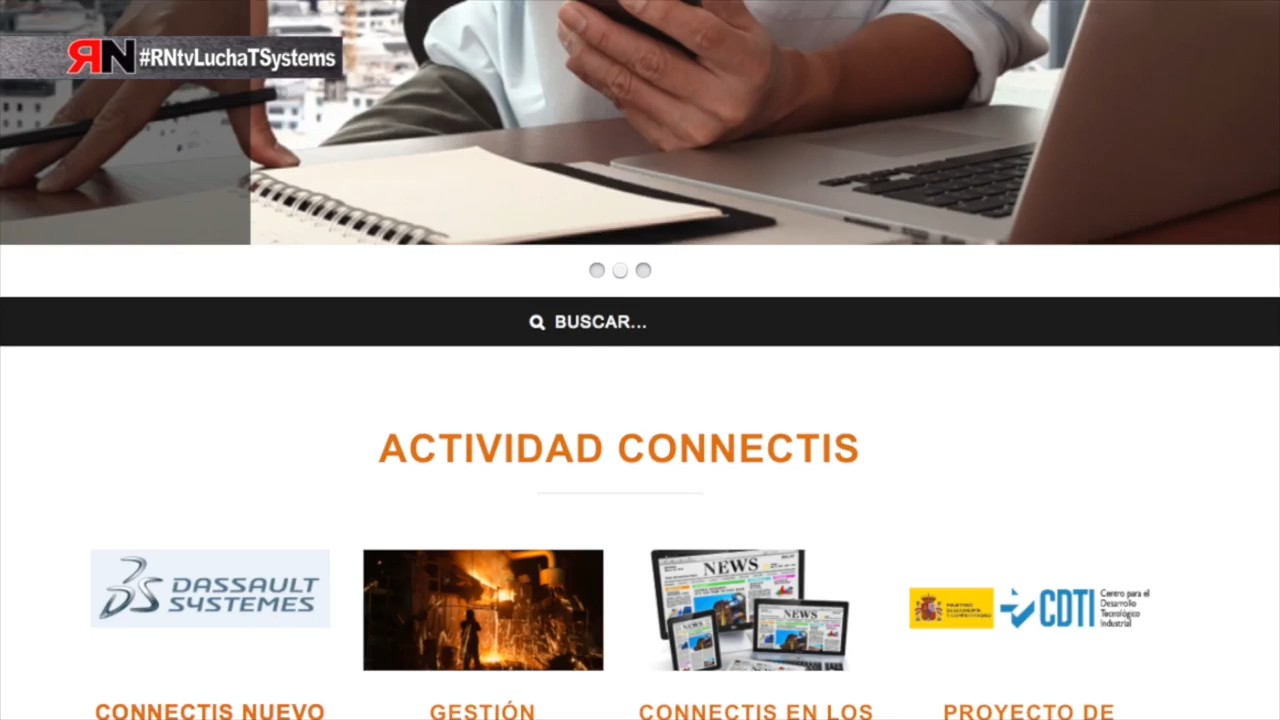 RN #RNtvLuchaTSystems
BUSCAR...
ACTIVIDAD CONNECTIS
DASSAULT
SYSTEMES
NEWS
NEWS
NEWS
CDTI
Centro para el
Desarrollo
Tecnológico
Industrial
CONNECTIS NUEVO
GESTIÓN
CONNECTIS EN LOS
PROYECTO DE